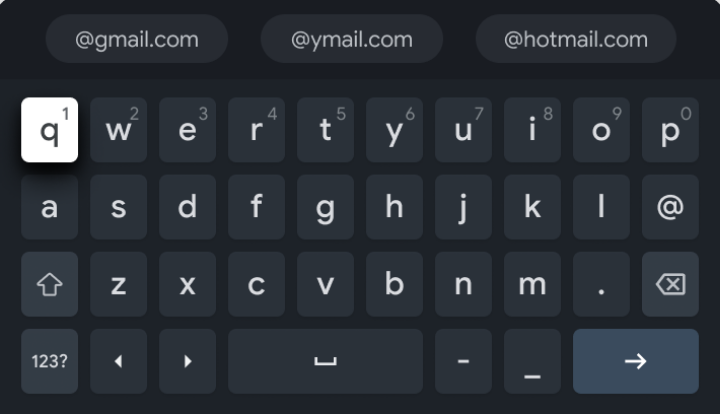 @gmail.com @ymail.com @hotmail.com
q1 w2 e3 r4 t5 y6 u7 i8 o9 p0
a s d f g h j k l @
z x c v b n m .
123? - _